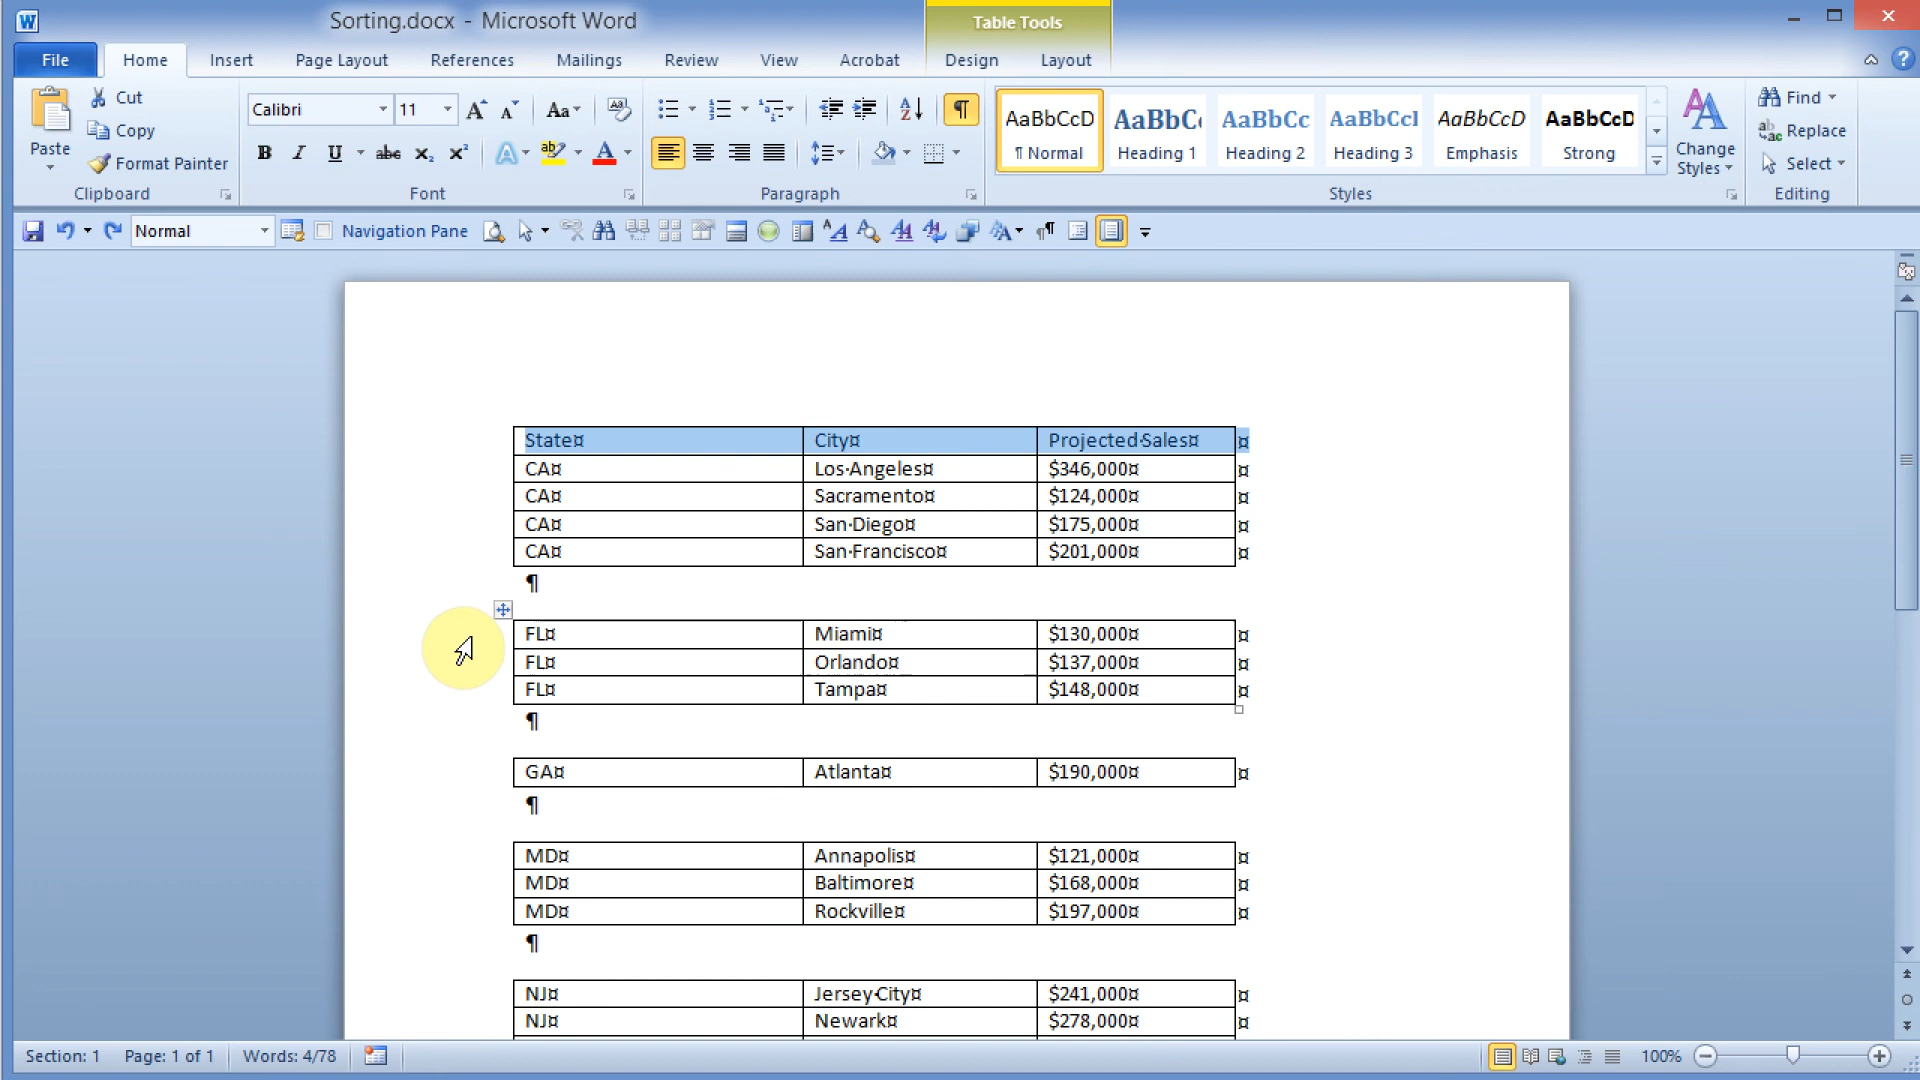 Sorting.docx - Microsoft Word
Table Tools
File Home Insert Page Layout References Mailings Review View Acrobat Design Layout
Paste
Cut
Copy
Format Painter
Clipboard
Calibri 11
Font
Paragraph
AaBbCcD AaBbC AaBbCc AaBbCcI AaBbCcD AaBbCcD
¶ Normal Heading 1 Heading 2 Heading 3 Emphasis Strong
Change Styles
Styles
Find
Replace
Select
Editing
Normal Navigation Pane
State¤ City¤ Projected·Sales¤ ¤
CA¤ Los·Angeles¤ $346,000¤ ¤
CA¤ Sacramento¤ $124,000¤ ¤
CA¤ San·Diego¤ $175,000¤ ¤
CA¤ San·Francisco¤ $201,000¤ ¤
¶
FL¤ Miami¤ $130,000¤ ¤
FL¤ Orlando¤ $137,000¤ ¤
FL¤ Tampa¤ $148,000¤ ¤
¶
GA¤ Atlanta¤ $190,000¤ ¤
¶
MD¤ Annapolis¤ $121,000¤ ¤
MD¤ Baltimore¤ $168,000¤ ¤
MD¤ Rockville¤ $197,000¤ ¤
¶
NJ¤ Jersey·City¤ $241,000¤ ¤
NJ¤ Newark¤ $278,000¤ ¤
Section: 1 Page: 1 of 1 Words: 4/78 100%